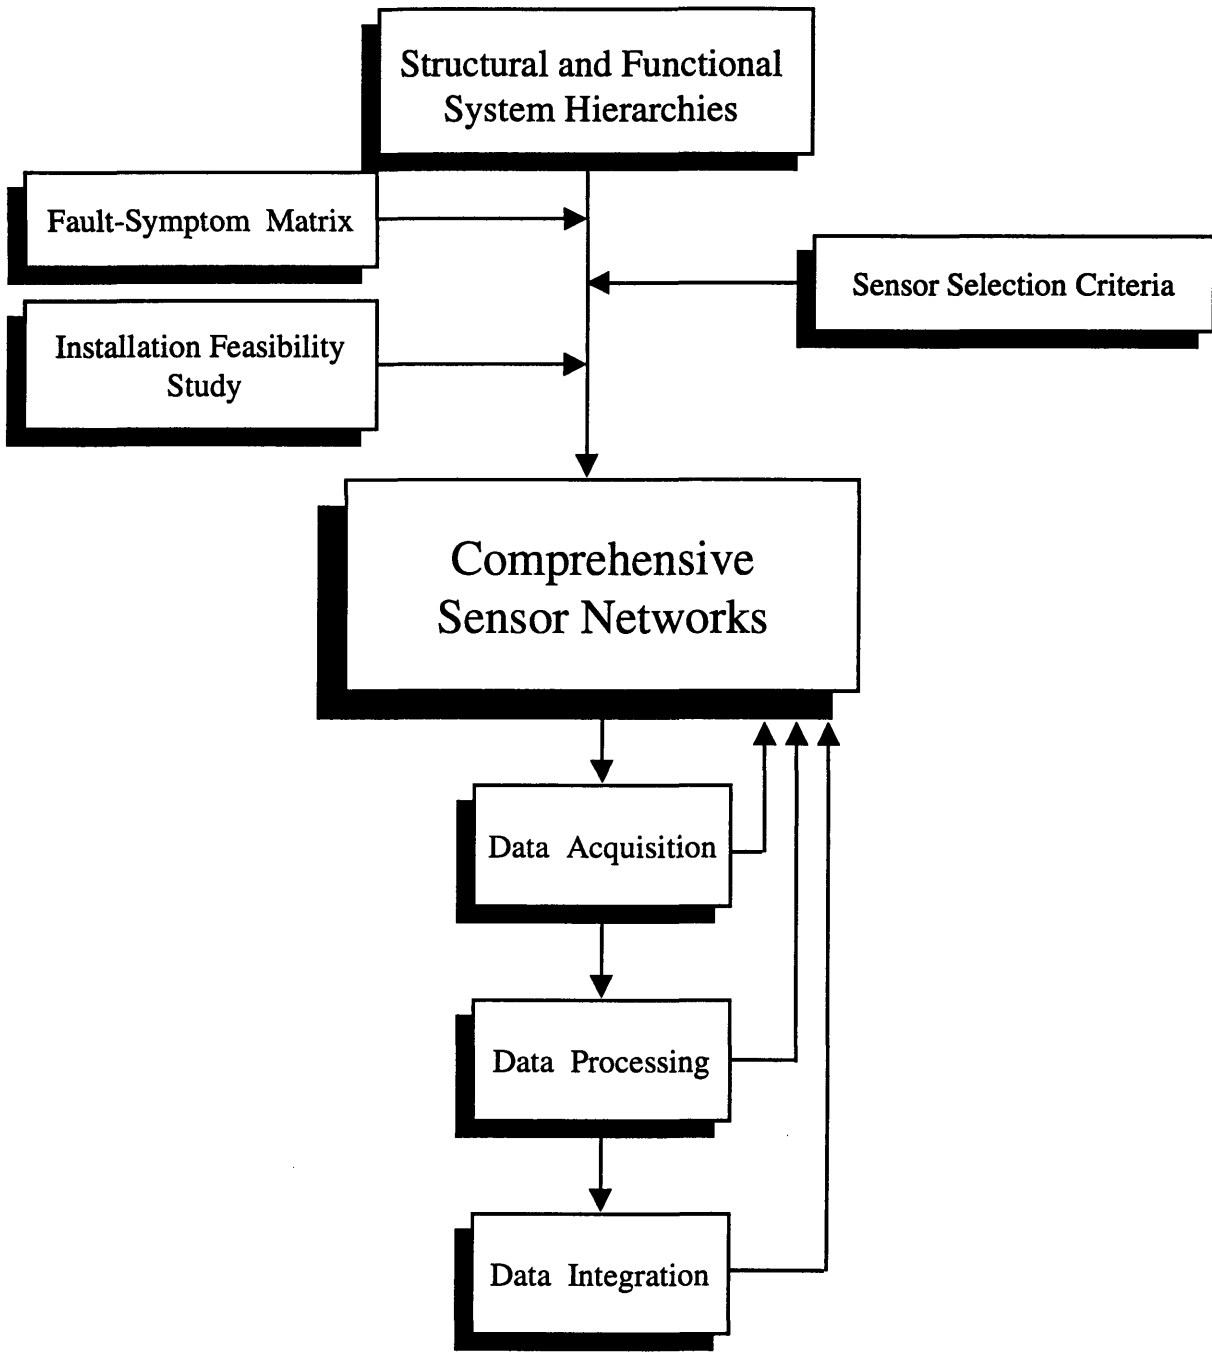 Structural and Functional
System Hierarchies
Fault-Symptom Matrix
Sensor Selection Criteria
Installation Feasibility
Study
Comprehensive
Sensor Networks
Data Acquisition
Data Processing
Data Integration